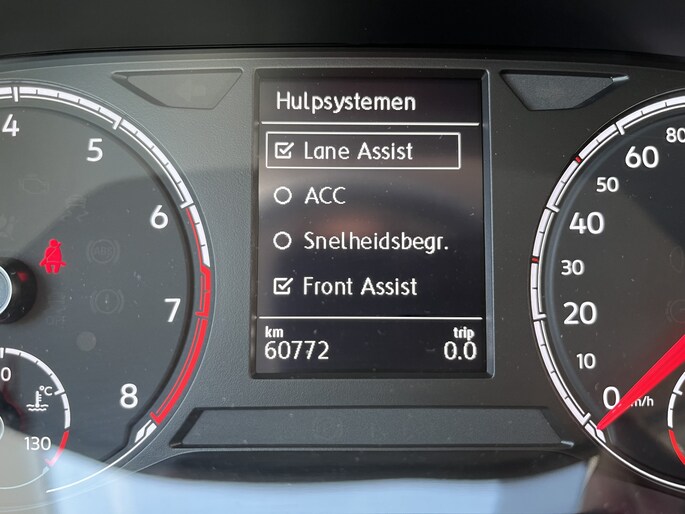 Hulpsystemen
Lane Assist
ACC
Snelheidsbegr.
Front Assist
km trip
60772 0.0
4
5
6
7
8
°C
130
80
60
50
40
30
20
10
0 km/h